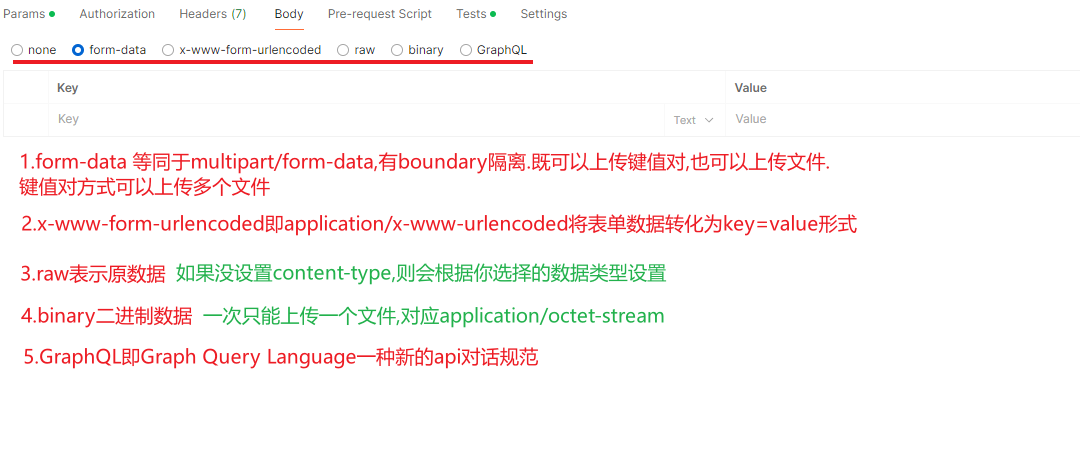 Params Authorization Headers (7) Body Pre-request Script Tests Settings
none form-data x-www-form-urlencoded raw binary GraphQL
Key Value
Key Text Value
1.form-data 等同于multipart/form-data,有boundary隔离.既可以上传键值对,也可以上传文件.
键值对方式可以上传多个文件
2.x-www-form-urlencoded即application/x-www-urlencoded将表单数据转化为key=value形式
3.raw表示原数据 如果没设置content-type,则会根据你选择的数据类型设置
4.binary二进制数据 一次只能上传一个文件,对应application/octet-stream
5.GraphQL即Graph Query Language一种新的api对话规范